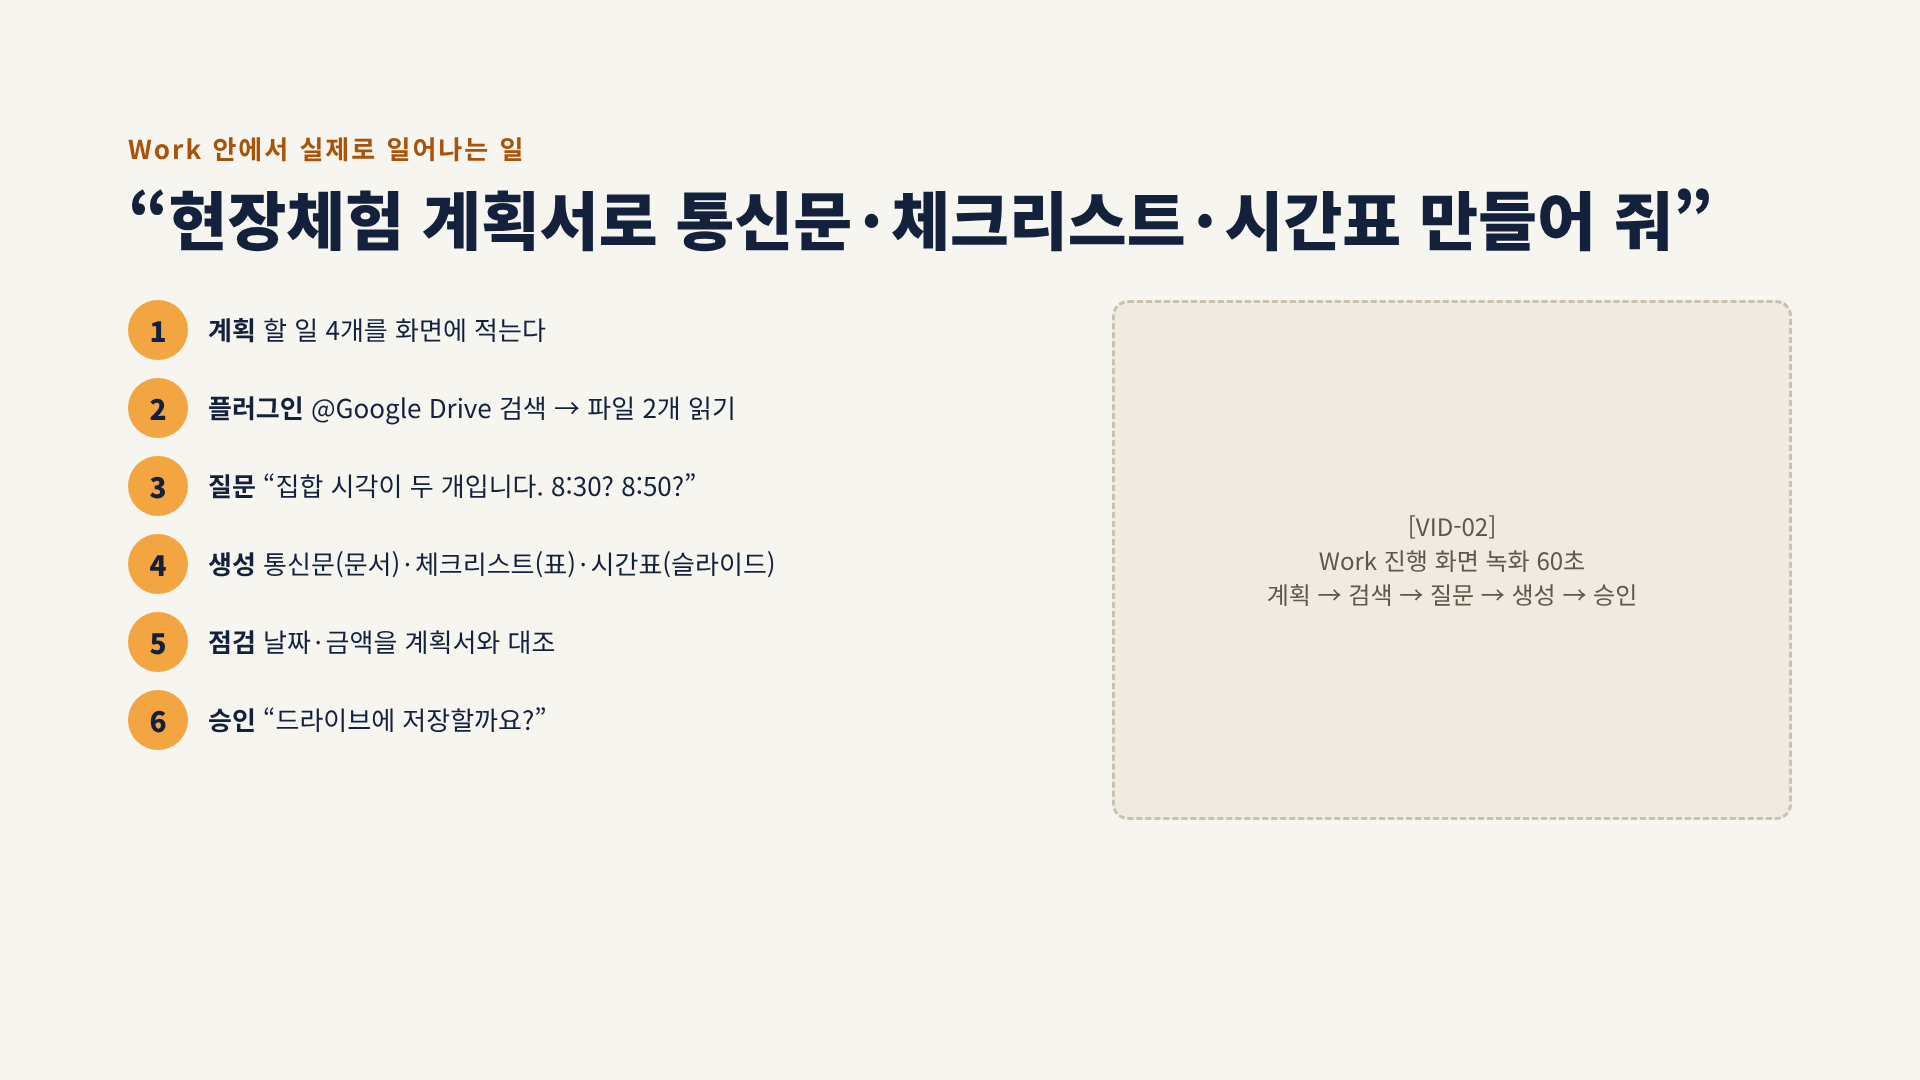 Work 안에서 실제로 일어나는 일
“현장체험 계획서로 통신문·체크리스트·시간표 만들어 줘”
1 계획 할 일 4개를 화면에 적는다
2 플러그인 @Google Drive 검색 → 파일 2개 읽기
3 질문 “집합 시각이 두 개입니다. 8:30? 8:50?”
4 생성 통신문(문서)·체크리스트(표)·시간표(슬라이드)
5 점검 날짜·금액을 계획서와 대조
6 승인 “드라이브에 저장할까요?”
[VID-02]
Work 진행 화면 녹화 60초
계획 → 검색 → 질문 → 생성 → 승인